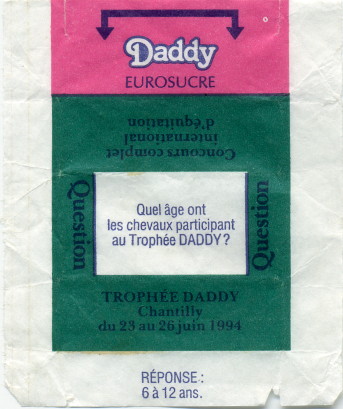 Daddy
EUROSUCRE
Concours complet
international
d'équitation
Question
Quel âge ont
les chevaux participant
au Trophée DADDY ?
Question
TROPHÉE DADDY
Chantilly
du 23 au 26 juin 1994
RÉPONSE :
6 à 12 ans.